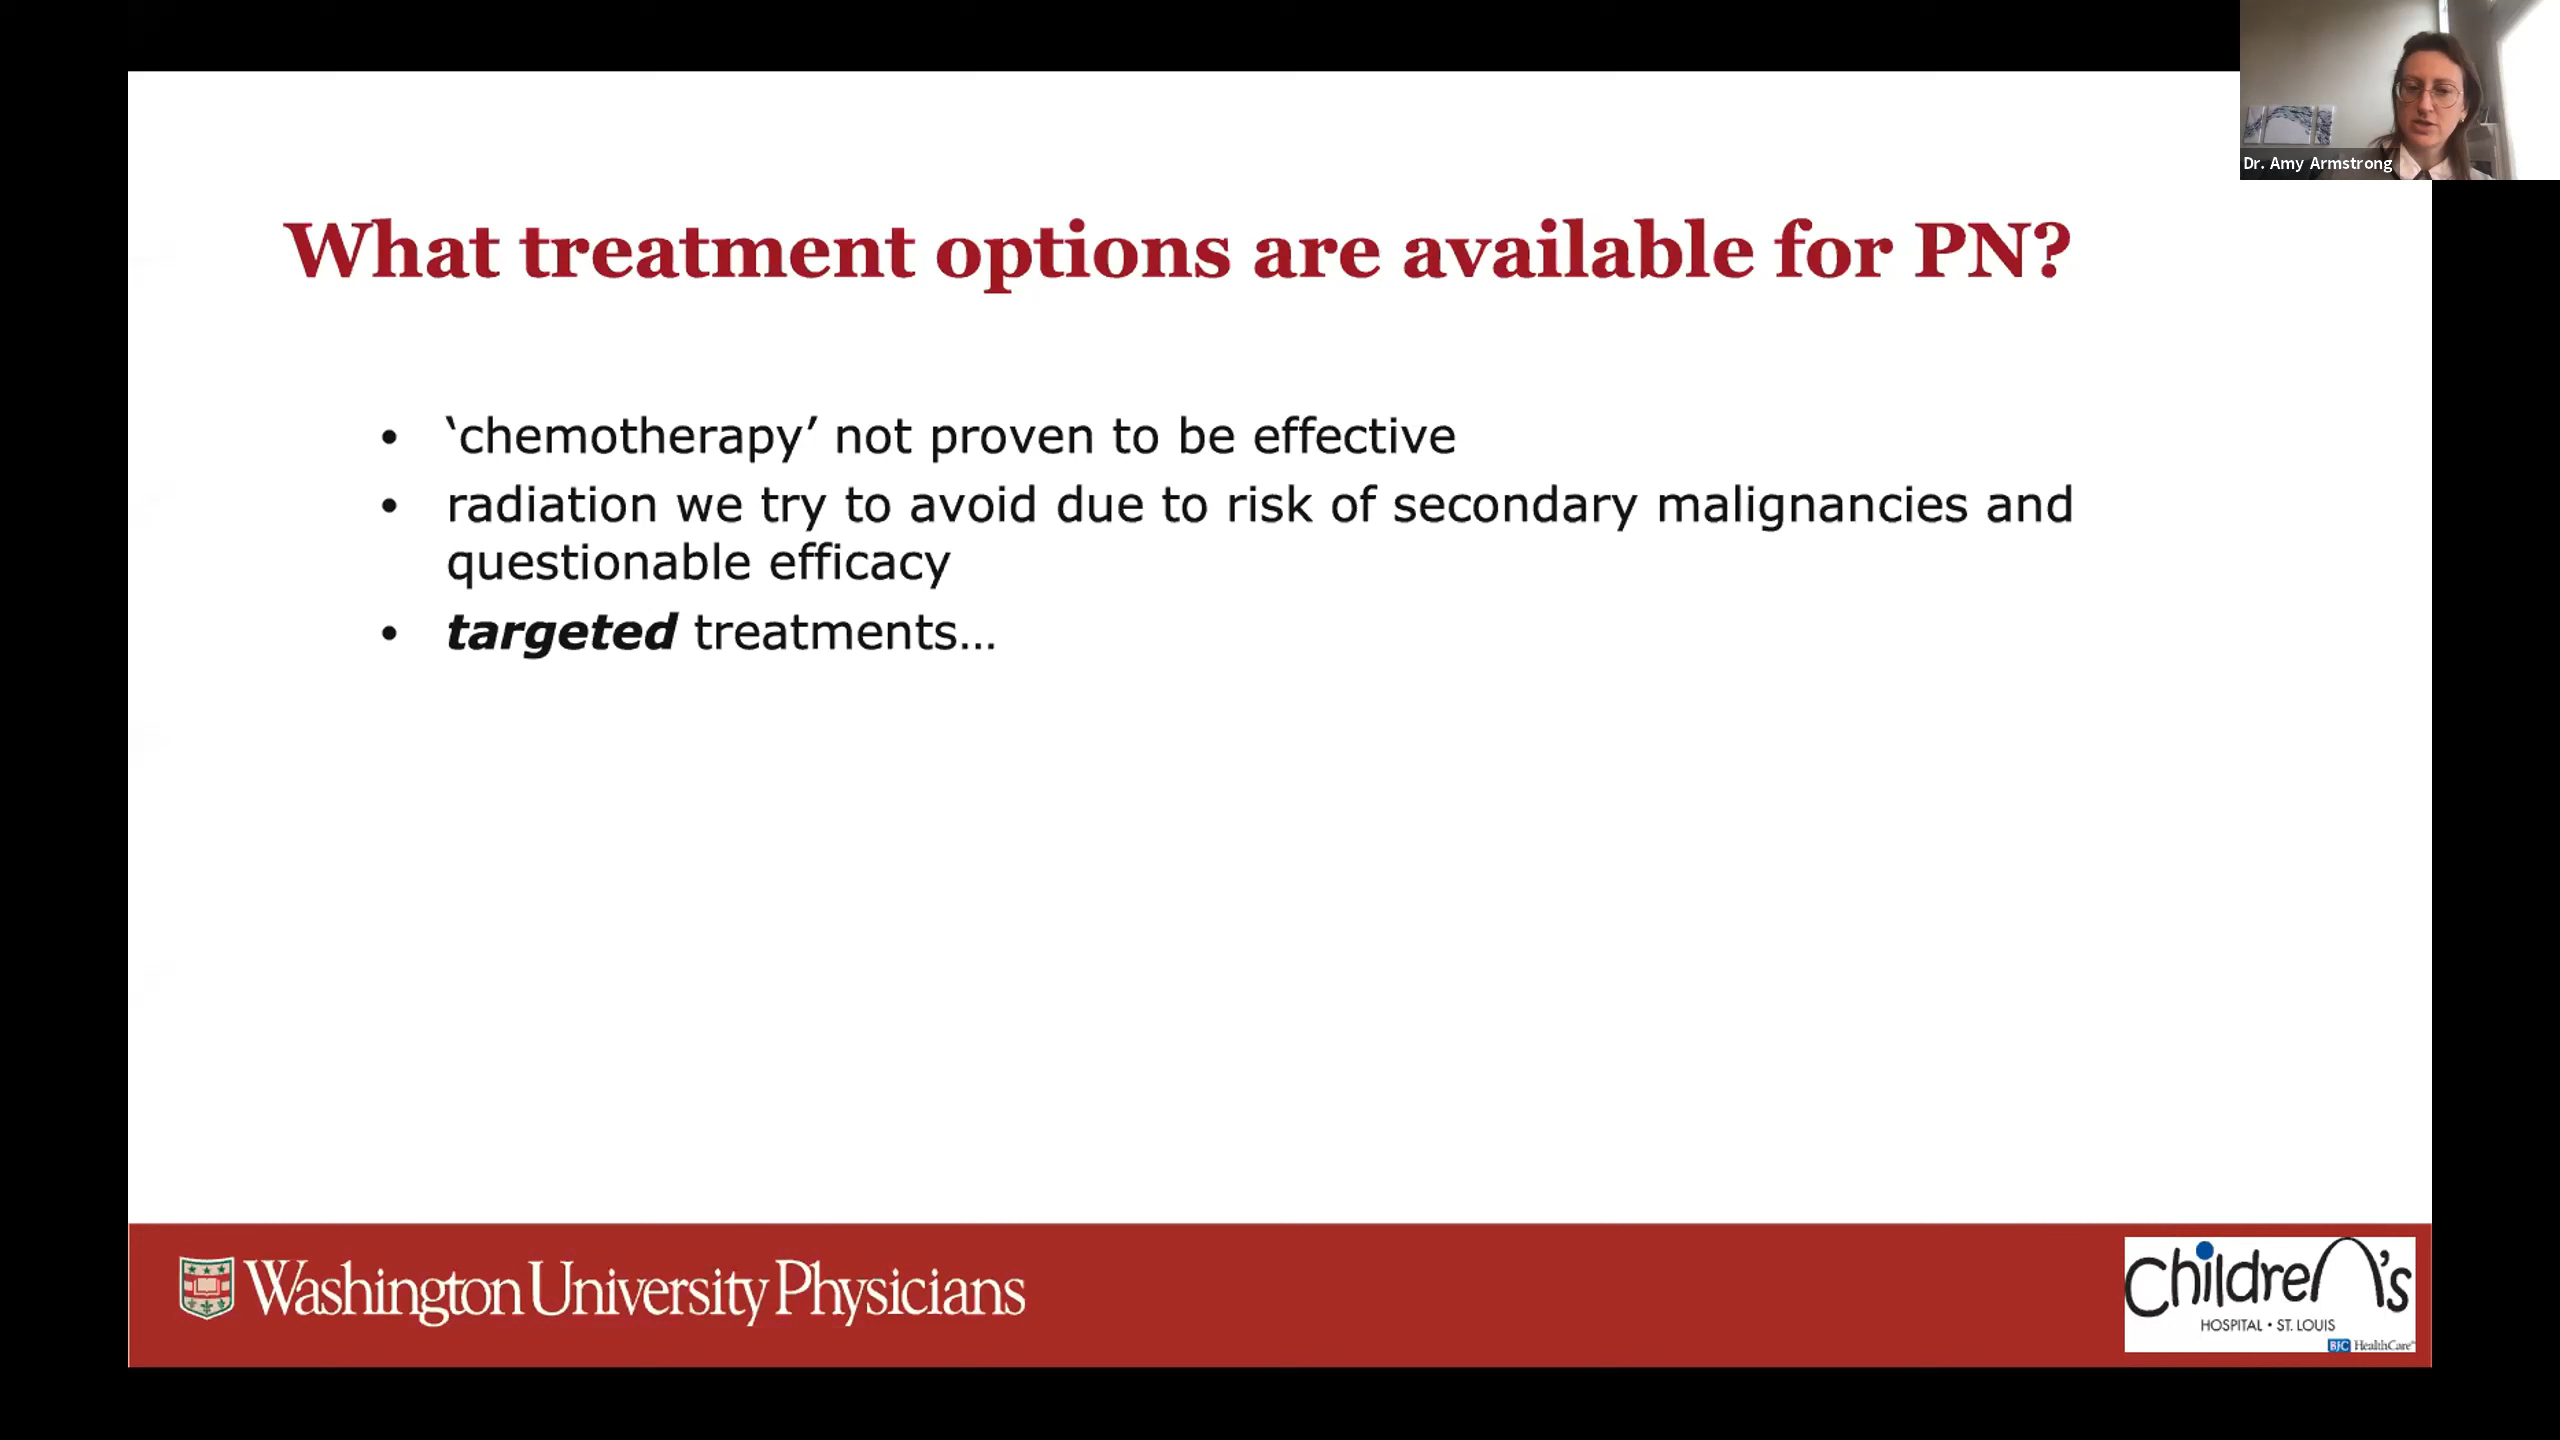 Dr. Amy Armstrong
What treatment options are available for PN?
• ‘chemotherapy’ not proven to be effective
• radiation we try to avoid due to risk of secondary malignancies and
questionable efficacy
• targeted treatments…
Washington University Physicians
Children's
HOSPITAL • ST. LOUIS
BJC HealthCare